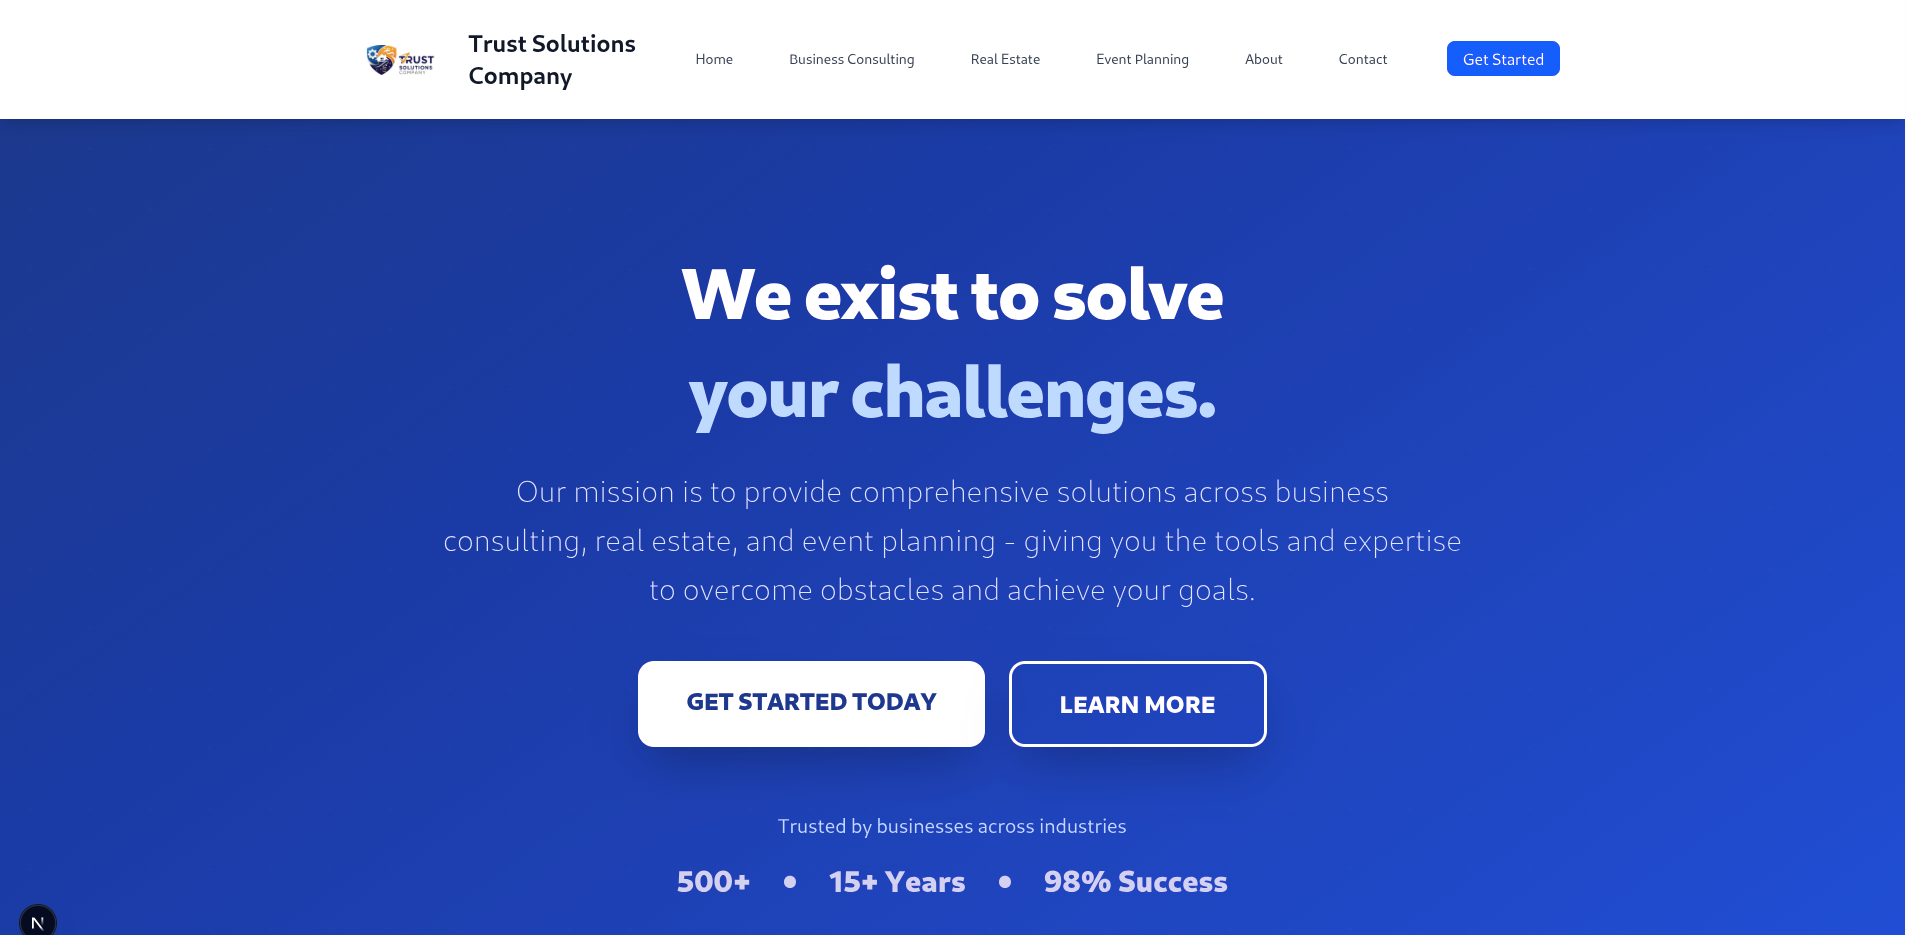 TRUST
SOLUTIONS
COMPANY
Trust Solutions
Company
Home
Business Consulting
Real Estate
Event Planning
About
Contact
Get Started
We exist to solve
your challenges.
Our mission is to provide comprehensive solutions across business
consulting, real estate, and event planning - giving you the tools and expertise
to overcome obstacles and achieve your goals.
GET STARTED TODAY
LEARN MORE
Trusted by businesses across industries
500+ • 15+ Years • 98% Success
N